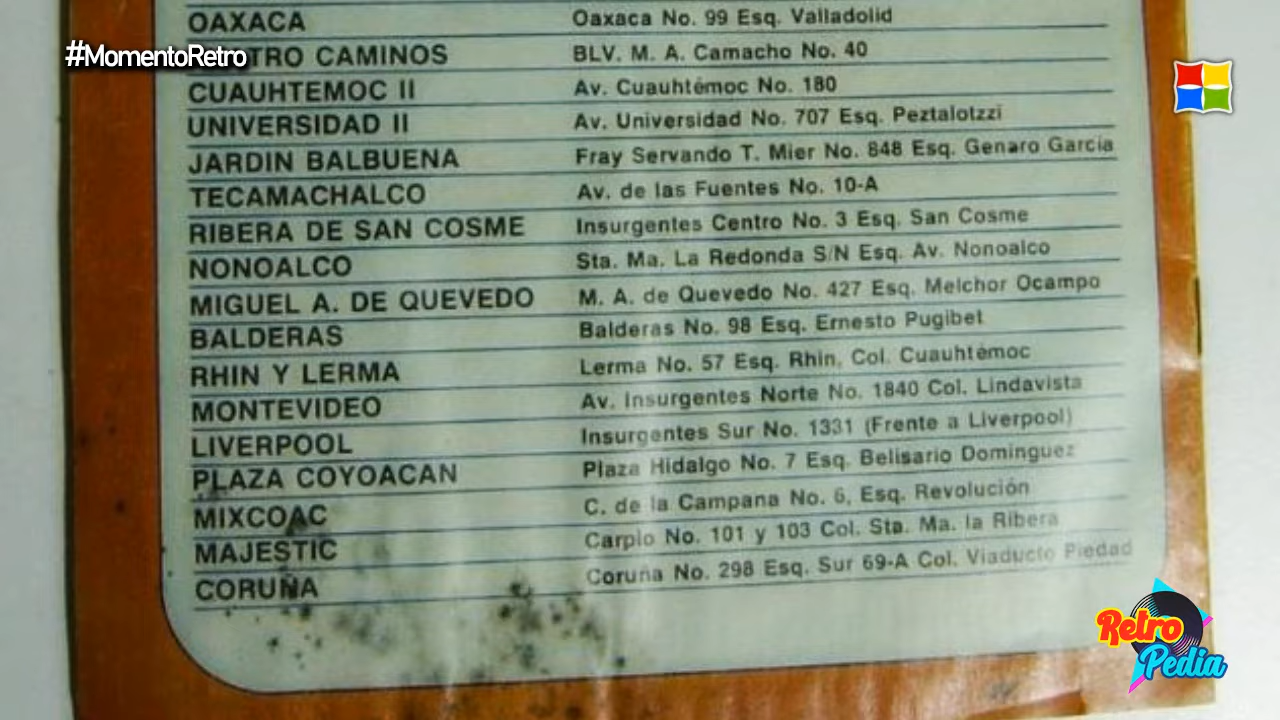 OAXACA Oaxaca No. 99 Esq. Valladolid
#MomentoRetro
TRO CAMINOS BLV. M. A. Camacho No. 40
CUAUHTEMOC II Av. Cuauhtémoc No. 180
UNIVERSIDAD II Av. Universidad No. 707 Esq. Peztalotzzi
JARDIN BALBUENA Fray Servando T. Mier No. 848 Esq. Genaro García
TECAMACHALCO Av. de las Fuentes No. 10-A
RIBERA DE SAN COSME Insurgentes Centro No. 3 Esq. San Cosme
NONOALCO Sta. Ma. La Redonda S/N Esq. Av. Nonoalco
MIGUEL A. DE QUEVEDO M. A. de Quevedo No. 427 Esq. Melchor Ocampo
BALDERAS Balderas No. 98 Esq. Ernesto Pugibet
RHIN Y LERMA Lerma No. 57 Esq. Rhin, Col. Cuauhtémoc
MONTEVIDEO Av. Insurgentes Norte No. 1840 Col. Lindavista
LIVERPOOL Insurgentes Sur No. 1331 (Frente a Liverpool)
PLAZA COYOACAN Plaza Hidalgo No. 7 Esq. Belisario Domínguez
MIXCOAC C. de la Campana No. 6, Esq. Revolución
MAJESTIC Carpio No. 101 y 103 Col. Sta. Ma. la Ribera
CORUÑA Coruña No. 298 Esq. Sur 69-A Col. Viaducto Piedad
Retro
Pedia